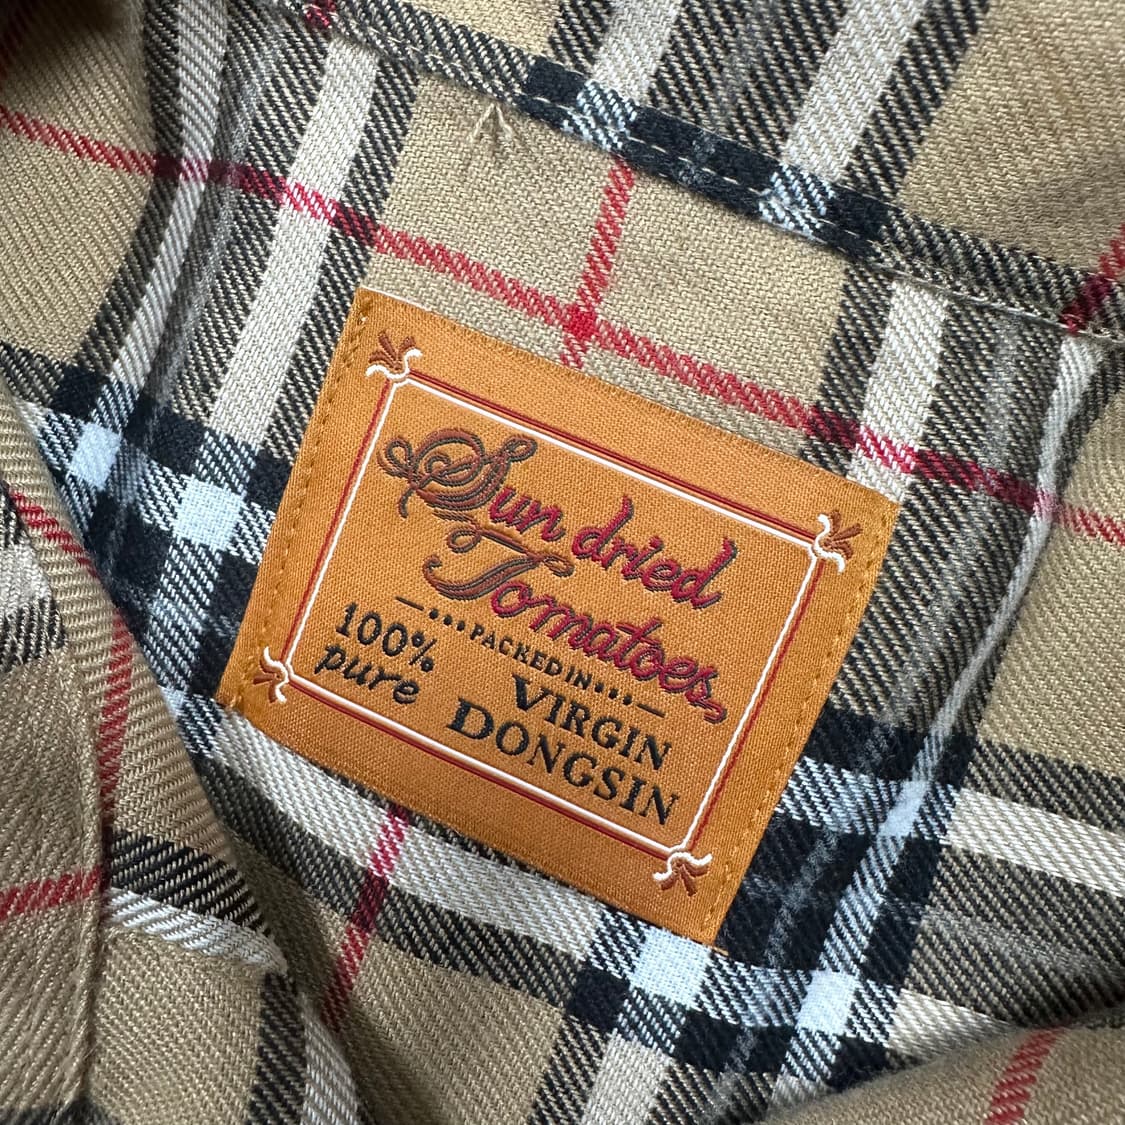 Sun dried
Tomatoes,
PACKED IN
100% pure
VIRGIN
DONGSIN